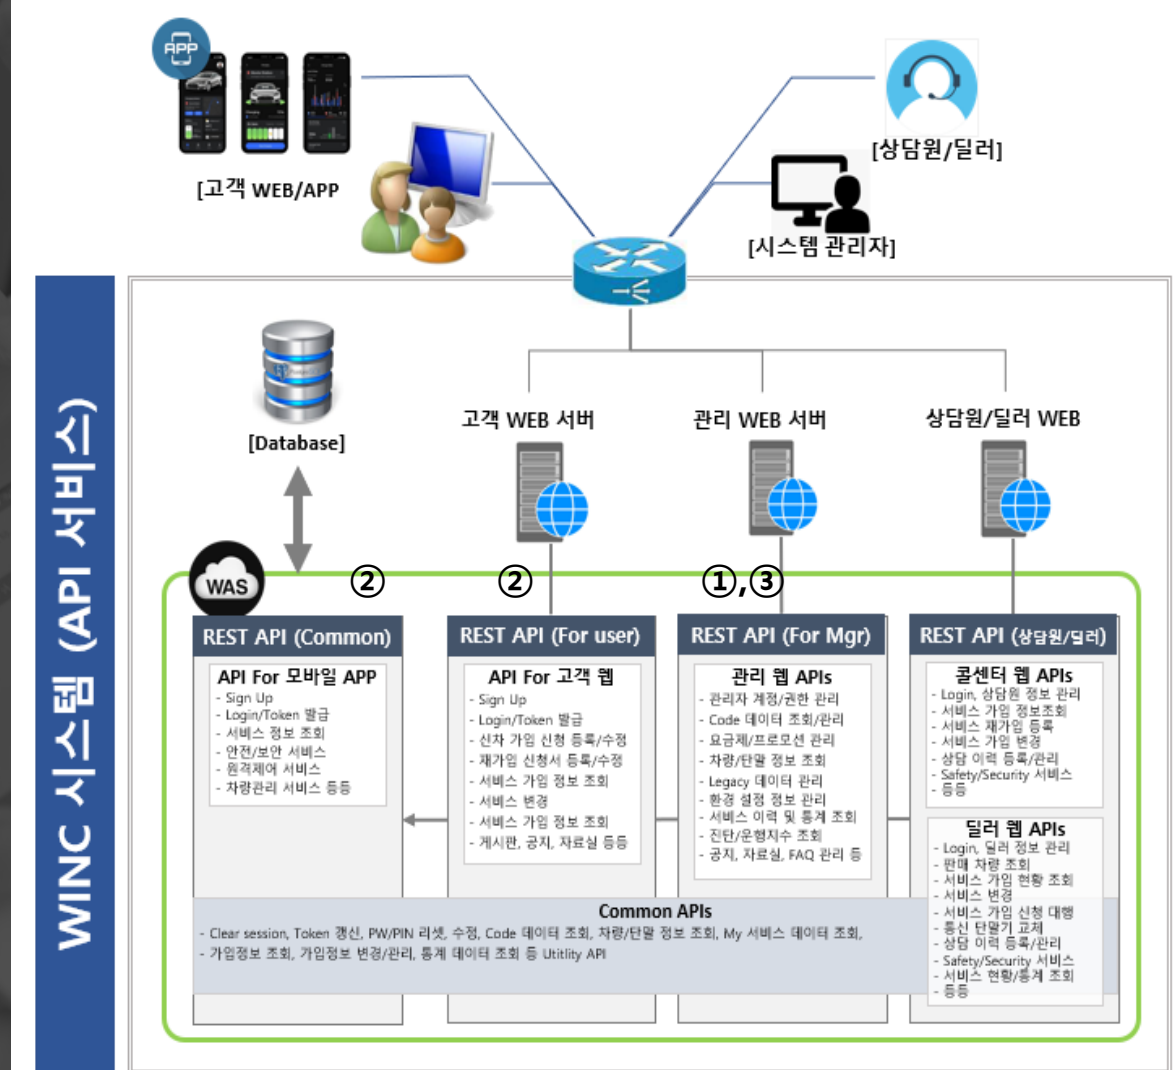 APP
[고객 WEB/APP
[상담원/딜러]
[시스템 관리자]
WINC 시스템 (API 서비스)
[Database]
고객 WEB 서버
관리 WEB 서버
상담원/딜러 WEB
WAS
②
②
①,③
REST API (Common)
API For 모바일 APP
- Sign Up
- Login/Token 발급
- 서비스 정보 조회
- 안전/보안 서비스
- 원격제어 서비스
- 차량관리 서비스 등등
REST API (For user)
API For 고객 웹
- Sign Up
- Login/Token 발급
- 신차 가입 신청 등록/수정
- 재가입 신청서 등록/수정
- 서비스 가입 정보 조회
- 서비스 변경
- 서비스 가입 정보 조회
- 게시판, 공지, 자료실 등등
REST API (For Mgr)
관리 웹 APIs
- 관리자 계정/권한 관리
- Code 데이터 조회/관리
- 요금제/프로모션 관리
- 차량/단말 정보 조회
- Legacy 데이터 관리
- 환경 설정 정보 관리
- 서비스 이력 및 통계 조회
- 진단/운행지수 조회
- 공지, 자료실, FAQ 관리 등
REST API (상담원/딜러)
콜센터 웹 APIs
- Login, 상담원 정보 관리
- 서비스 가입 정보조회
- 서비스 재가입 등록
- 서비스 가입 변경
- 상담 이력 등록/관리
- Safety/Security 서비스
- 등등
딜러 웹 APIs
- Login, 딜러 정보 관리
- 판매 차량 조회
- 서비스 가입 현황 조회
- 서비스 변경
- 서비스 가입 신청 대행
- 통신 단말기 교체
- 상담 이력 등록/관리
- Safety/Security 서비스
- 서비스 현황/통계 조회
- 등등
Common APIs
- Clear session, Token 갱신, PW/PIN 리셋, 수정, Code 데이터 조회, 차량/단말 정보 조회, My 서비스 데이터 조회,
- 가입정보 조회, 가입정보 변경/관리, 통계 데이터 조회 등 Utitlity API